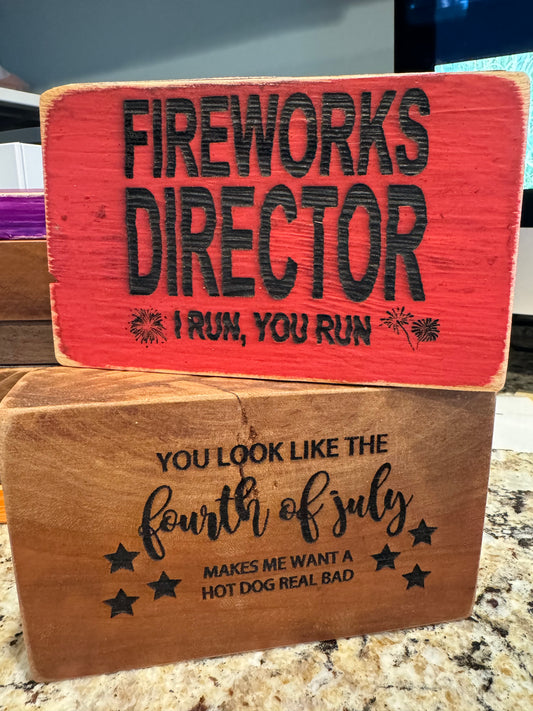 FIREWORKS
DIRECTOR
I RUN, YOU RUN
YOU LOOK LIKE THE
fourth of july
MAKES ME WANT A
HOT DOG REAL BAD